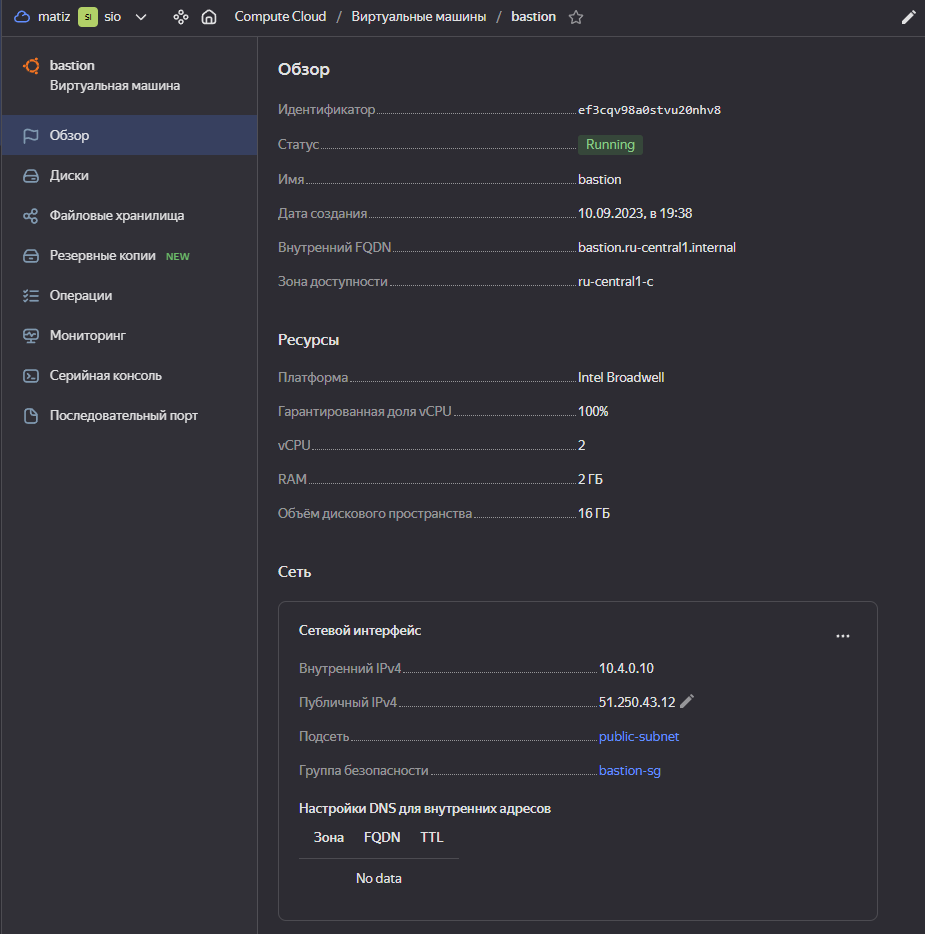 matiz SI sio Compute Cloud / Виртуальные машины / bastion
bastion
Виртуальная машина
Обзор
Диски
Файловые хранилища
Резервные копии NEW
Операции
Мониторинг
Серийная консоль
Последовательный порт
Обзор
Идентификатор ef3cqv98a0stvu20nhv8
Статус Running
Имя bastion
Дата создания 10.09.2023, в 19:38
Внутренний FQDN bastion.ru-central1.internal
Зона доступности ru-central1-c
Ресурсы
Платформа Intel Broadwell
Гарантированная доля vCPU 100%
vCPU 2
RAM 2 ГБ
Объём дискового пространства 16 ГБ
Сеть
Сетевой интерфейс
Внутренний IPv4 10.4.0.10
Публичный IPv4 51.250.43.12
Подсеть public-subnet
Группа безопасности bastion-sg
Настройки DNS для внутренних адресов
Зона FQDN TTL
No data